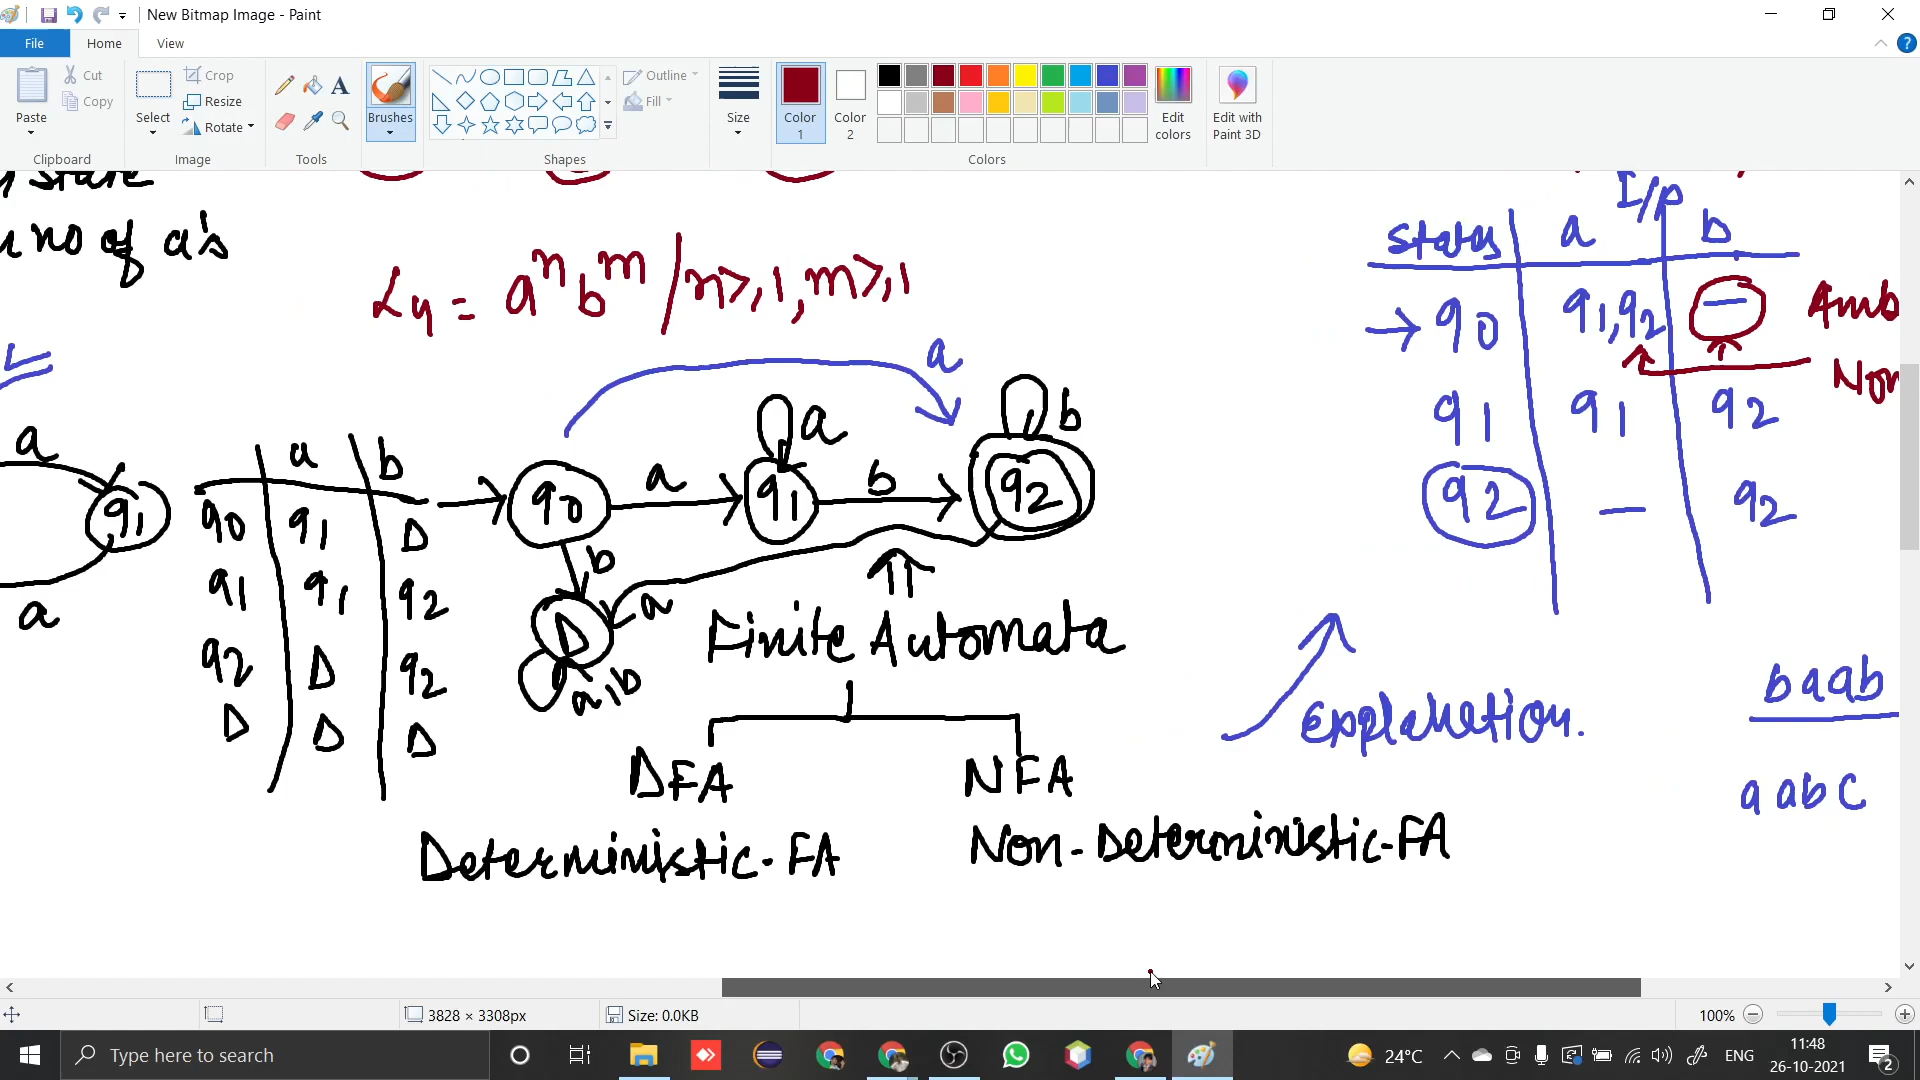 New Bitmap Image - Paint
File Home View
Paste
Cut
Copy
Clipboard
Select
Crop
Resize
Rotate
Image
Tools
Brushes
Shapes
Outline
Fill
Size
Color 1
Color 2
Colors
Edit colors
Edit with Paint 3D
state
no of a's
L4 = a^n b^m / n≥1, m≥1
a
q1
a
a b
q0 q1 D
q1 q1 q2
q2 D q2
D D D
a
a
b
q0 a q1 b q2
b
a
D
a,b
Finite Automata
DFA NFA
Deterministic-FA Non-Deterministic-FA
I/p
States a b
→ q0 q1,q2 —
q1 q1 q2
q2 — q2
Amb
Non
Explanation.
baab
aabc
3828 × 3308px
Size: 0.0KB
100%
Type here to search
24°C
ENG
11:48
26-10-2021
2